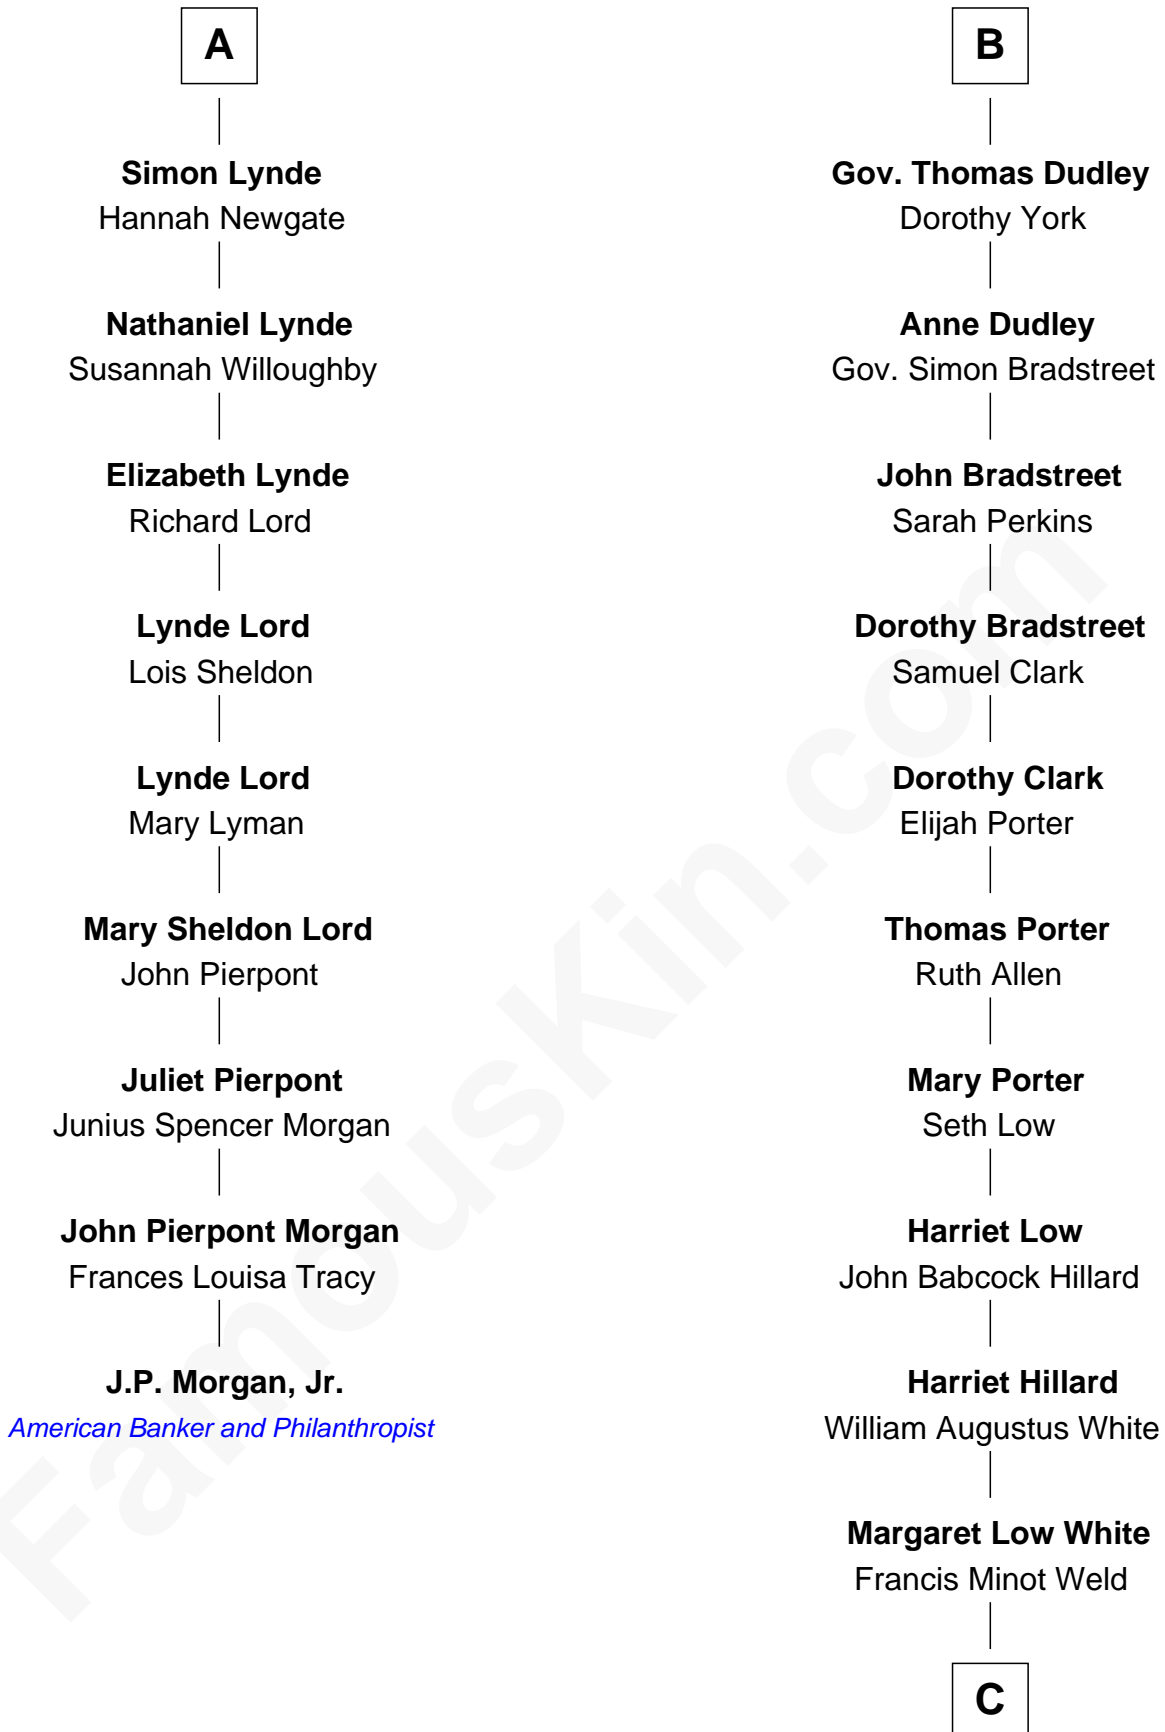 A
Simon Lynde
Hannah Newgate
Nathaniel Lynde
Susannah Willoughby
Elizabeth Lynde
Richard Lord
Lynde Lord
Lois Sheldon
Lynde Lord
Mary Lyman
Mary Sheldon Lord
John Pierpont
Juliet Pierpont
Junius Spencer Morgan
John Pierpont Morgan
Frances Louisa Tracy
J.P. Morgan, Jr.
American Banker and Philanthropist
B
Gov. Thomas Dudley
Dorothy York
Anne Dudley
Gov. Simon Bradstreet
John Bradstreet
Sarah Perkins
Dorothy Bradstreet
Samuel Clark
Dorothy Clark
Elijah Porter
Thomas Porter
Ruth Allen
Mary Porter
Seth Low
Harriet Low
John Babcock Hillard
Harriet Hillard
William Augustus White
Margaret Low White
Francis Minot Weld
C
FamousKin.com